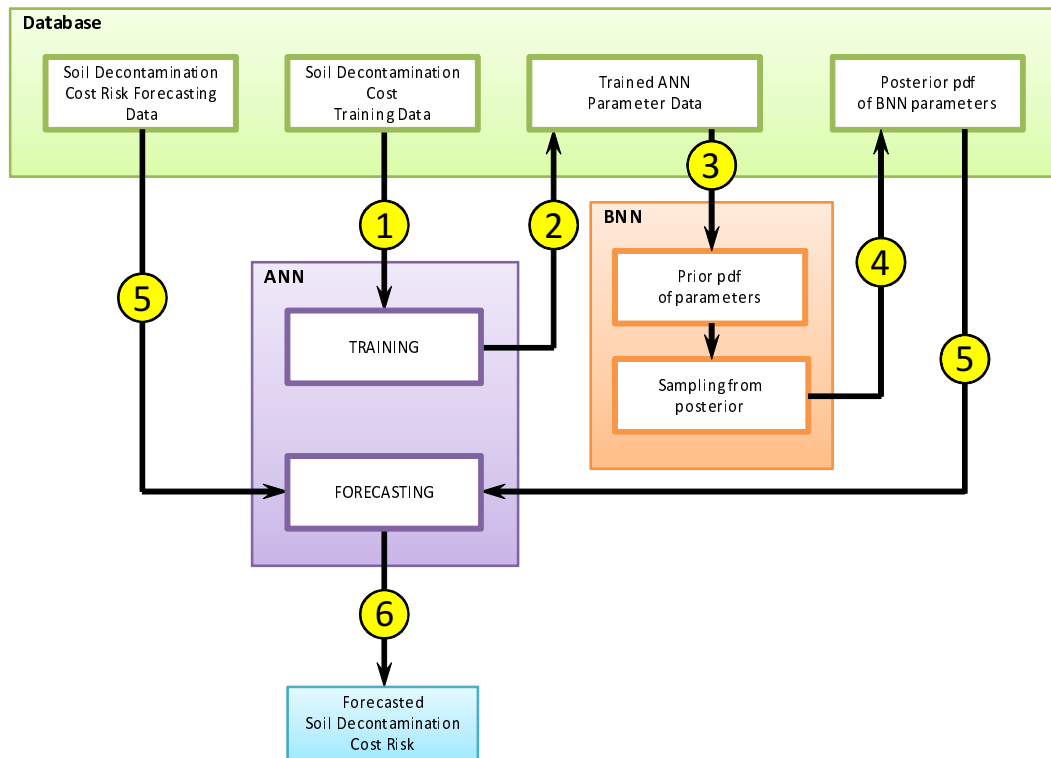 Database
Soil Decontamination
Cost Risk Forecasting
Data
Soil Decontamination
Cost
Training Data
Trained ANN
Parameter Data
Posterior pdf
of BNN parameters
3
1
2
BNN
4
ANN
5
Prior pdf
of parameters
TRAINING
5
Sampling from
posterior
FORECASTING
6
Forecasted
Soil Decontamination
Cost Risk